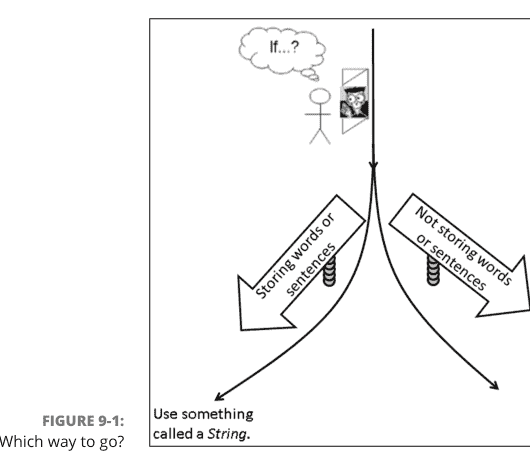 If...?
Storing words or
sentences
Not storing words
or sentences
Use something
called a String.
FIGURE 9-1:
Which way to go?